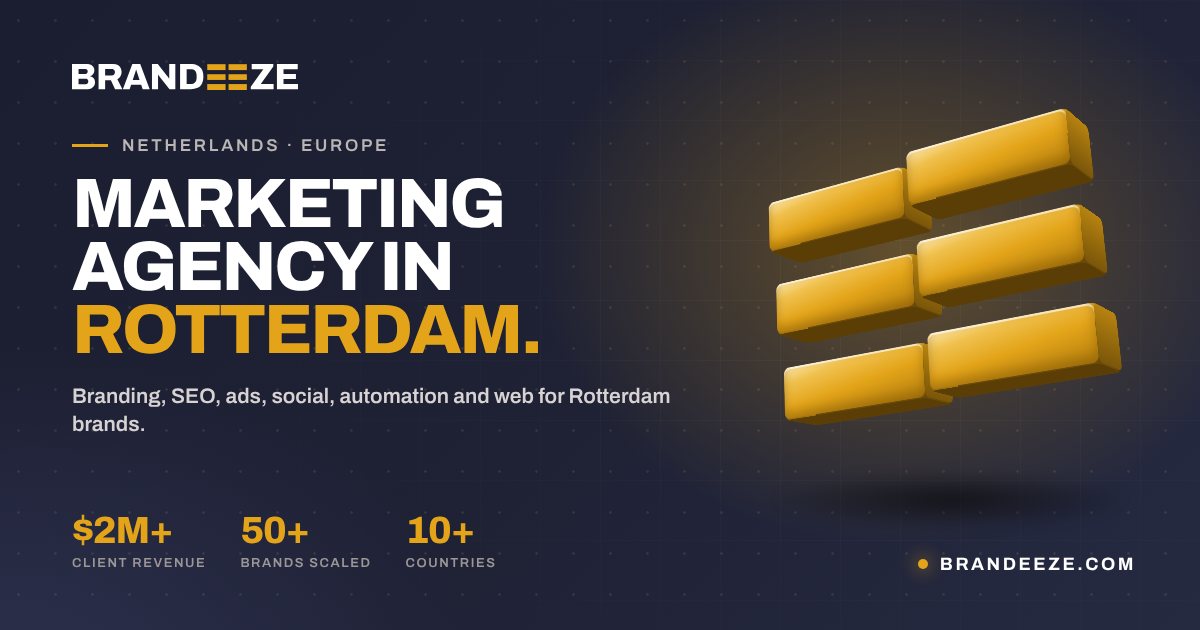 BRANDEEZE
NETHERLANDS · EUROPE
MARKETING
AGENCY IN
ROTTERDAM.
Branding, SEO, ads, social, automation and web for Rotterdam
brands.
$2M+ 50+ 10+
CLIENT REVENUE BRANDS SCALED COUNTRIES
BRANDEEZE.COM